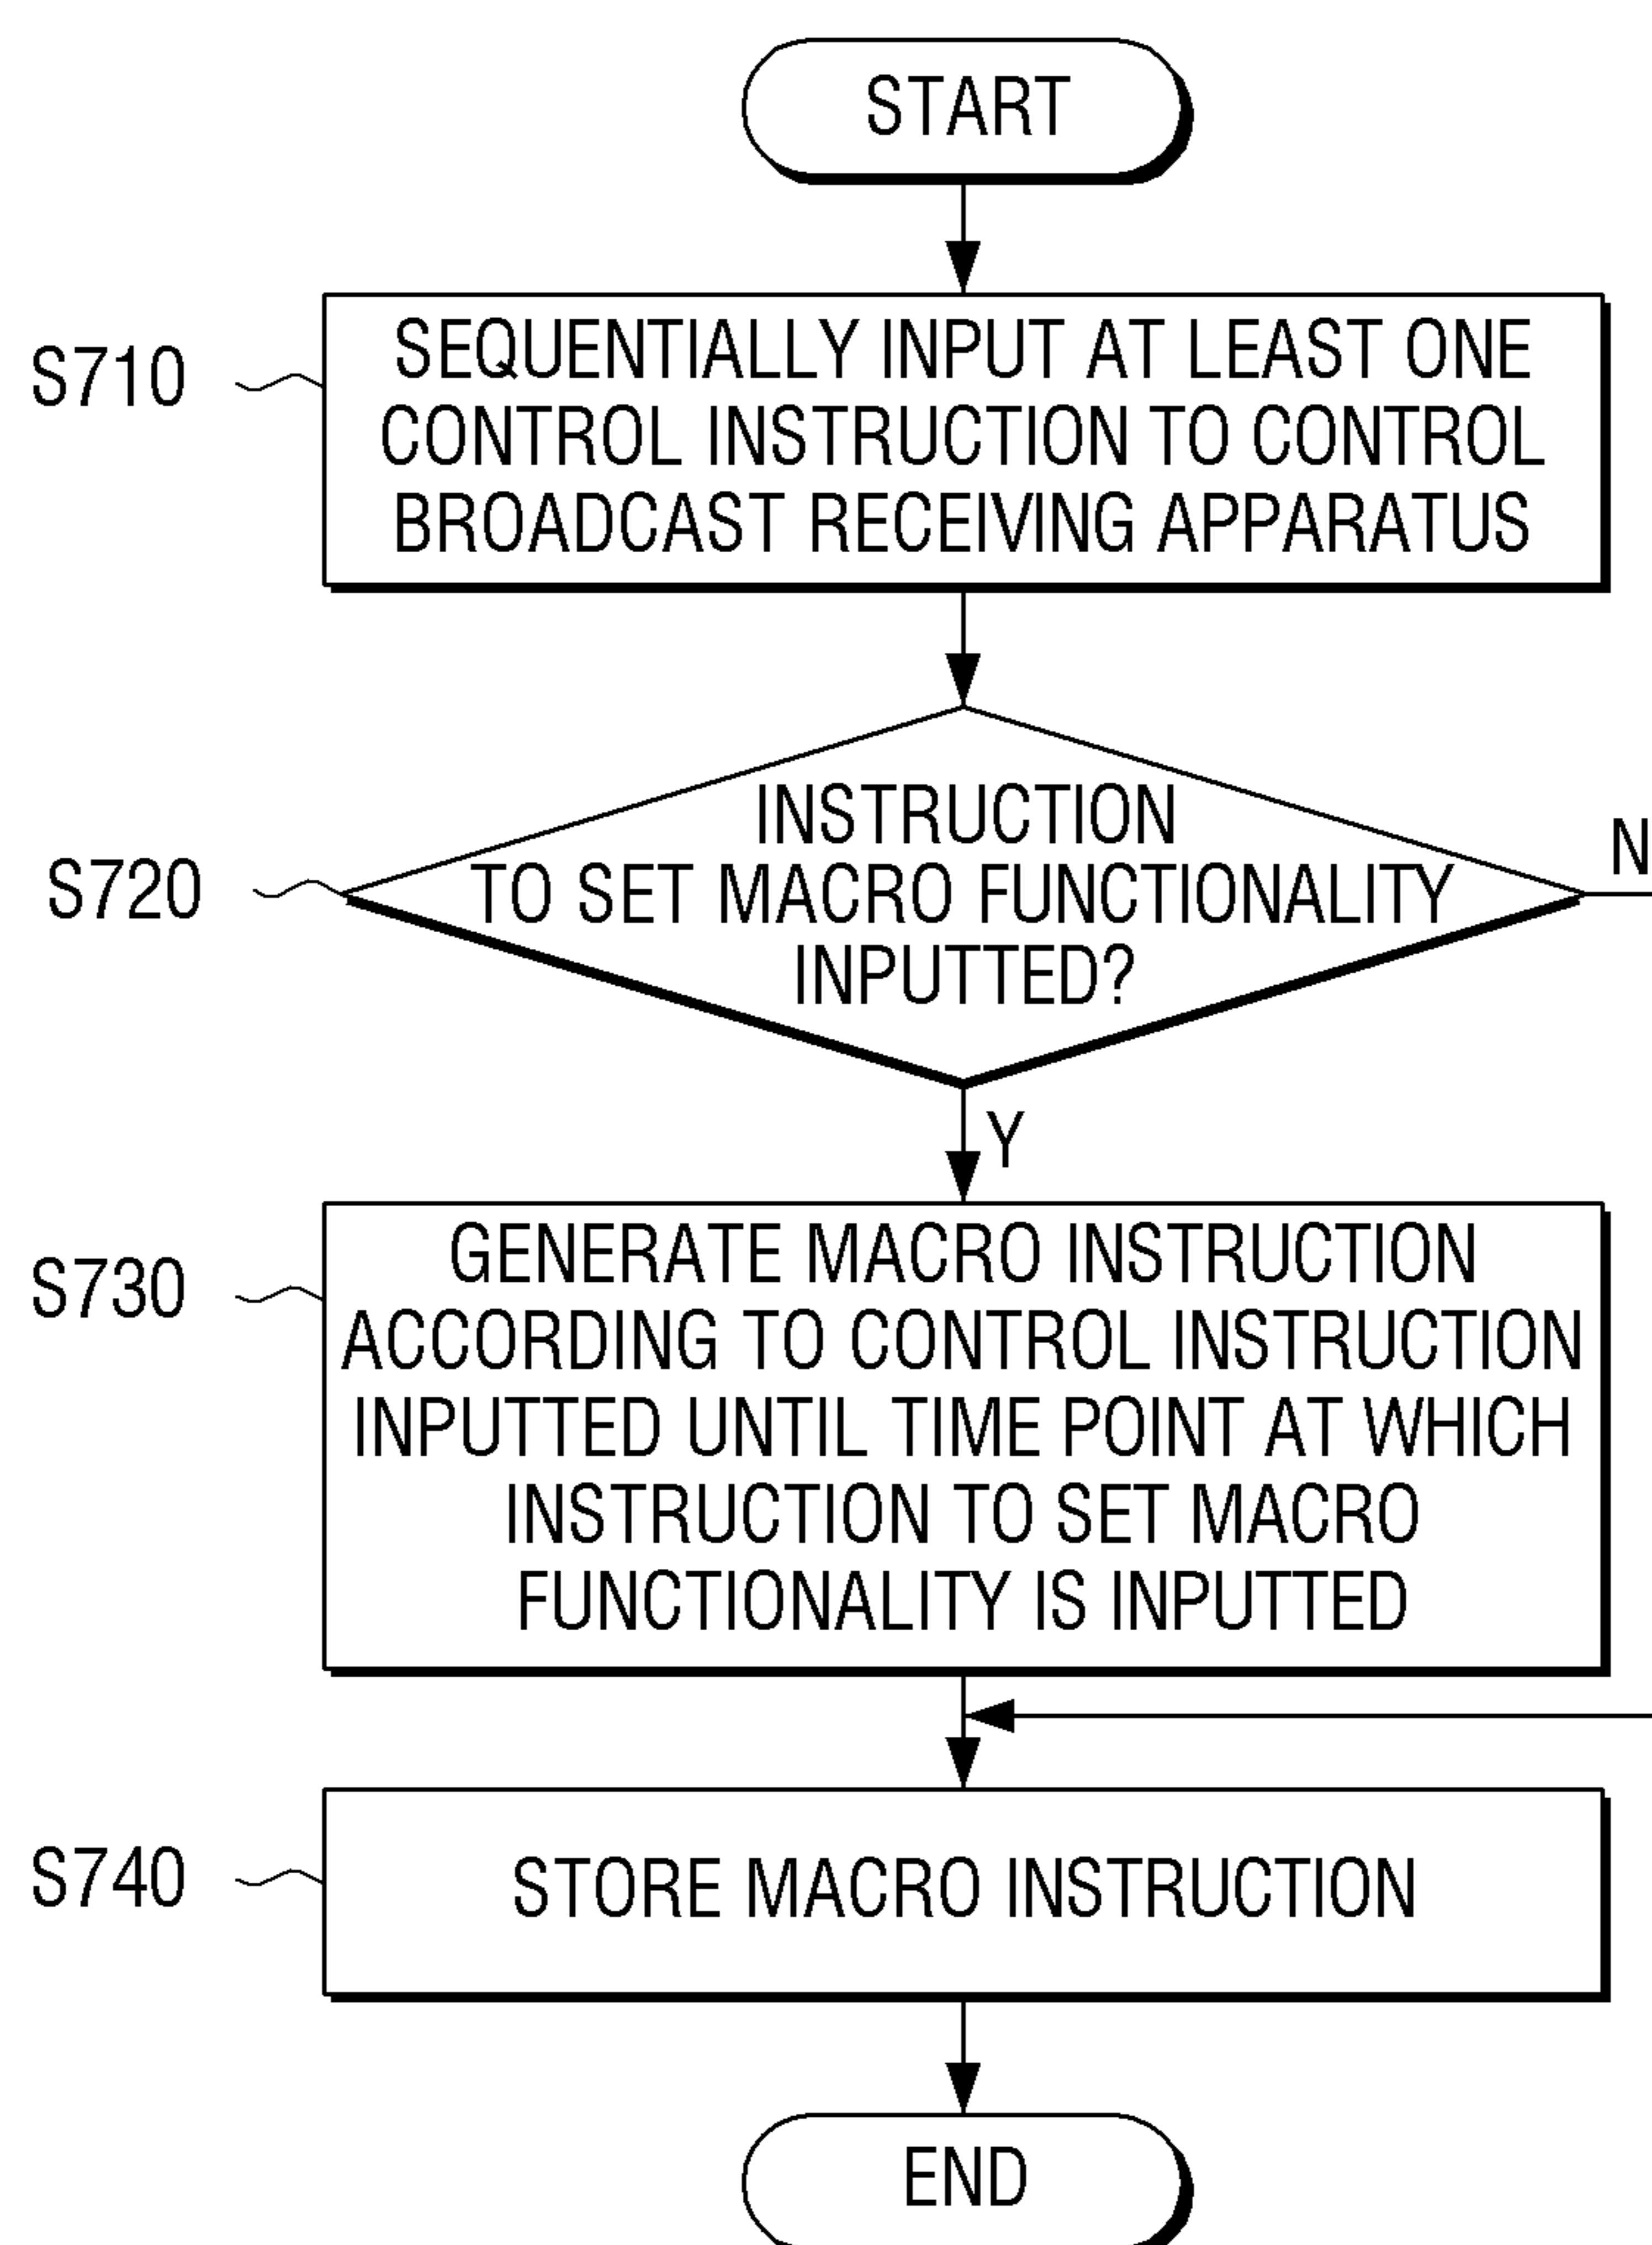 START
S710
SEQUENTIALLY INPUT AT LEAST ONE
CONTROL INSTRUCTION TO CONTROL
BROADCAST RECEIVING APPARATUS
S720
INSTRUCTION
TO SET MACRO FUNCTIONALITY
INPUTTED?
N
Y
S730
GENERATE MACRO INSTRUCTION
ACCORDING TO CONTROL INSTRUCTION
INPUTTED UNTIL TIME POINT AT WHICH
INSTRUCTION TO SET MACRO
FUNCTIONALITY IS INPUTTED
S740
STORE MACRO INSTRUCTION
END